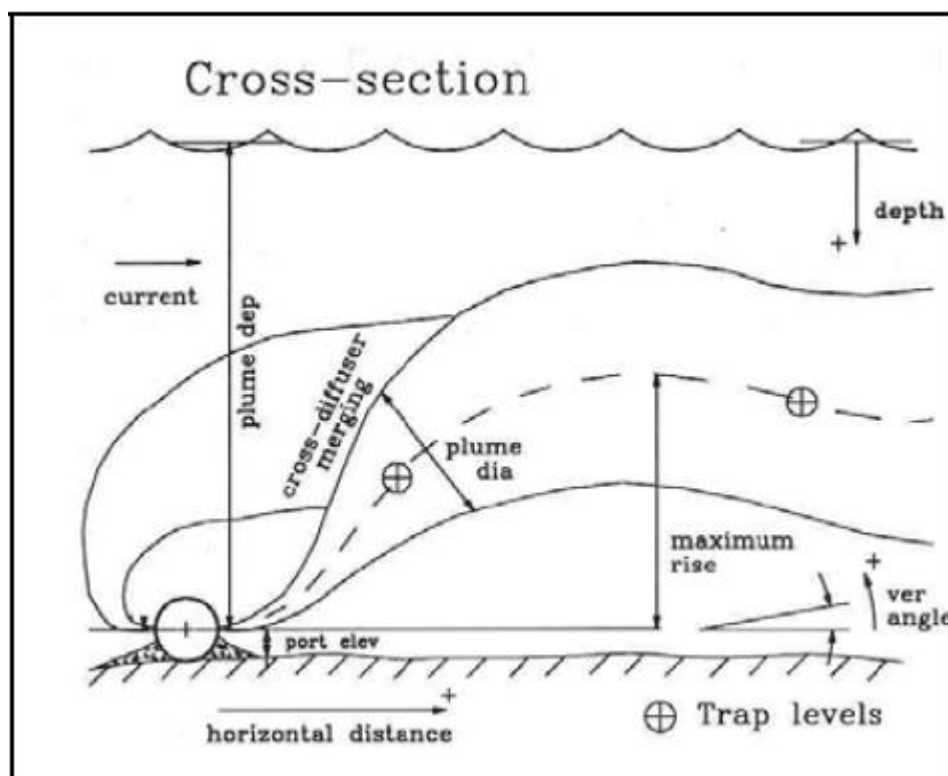 Cross-section
depth
+
current
plume dep
cross-diffuser
merging
plume
dia
maximum
rise
+
ver
angle
port elev
+
horizontal distance
Trap levels